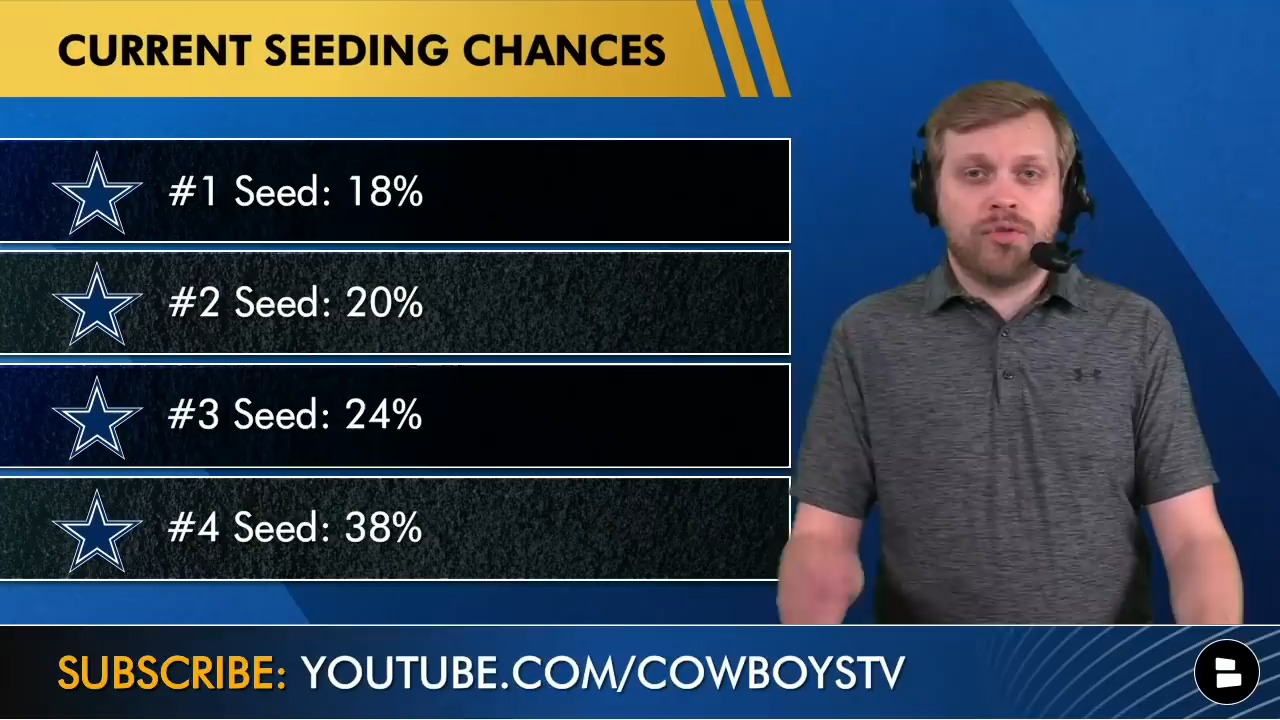 CURRENT SEEDING CHANCES
#1 Seed: 18%
#2 Seed: 20%
#3 Seed: 24%
#4 Seed: 38%
SUBSCRIBE: YOUTUBE.COM/COWBOYSTV